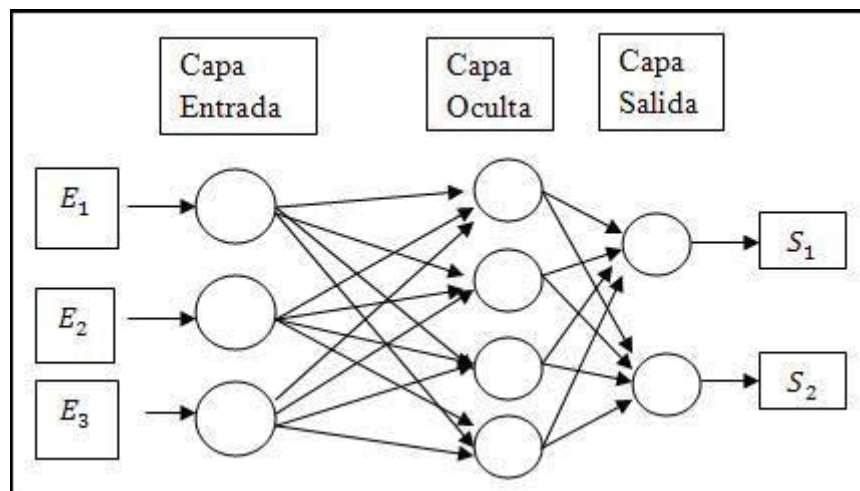 Capa
Entrada
Capa
Oculta
Capa
Salida
E₁
E₂
E₃
S₁
S₂